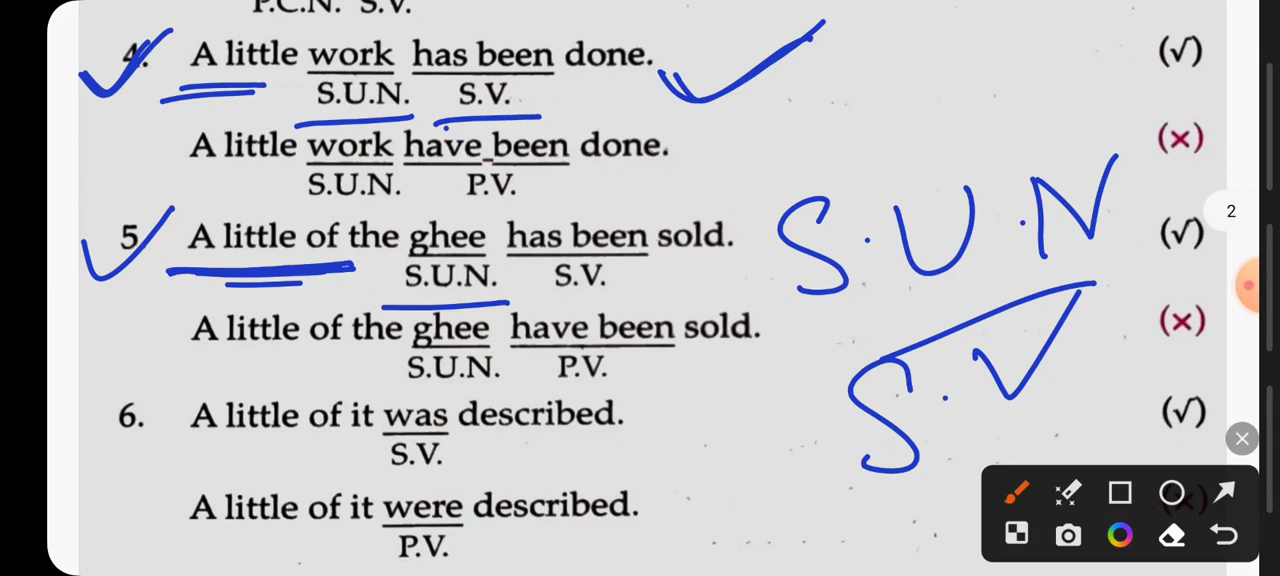 P.C.N. S.V.
4. A little work has been done. (√)
S.U.N. S.V.
A little work have been done. (×)
S.U.N. P.V.
5 A little of the ghee has been sold. (√)
S.U.N. S.V.
A little of the ghee have been sold. (×)
S.U.N. P.V.
6. A little of it was described. (√)
S.V.
A little of it were described. (×)
P.V.
S.U.N
S.V
2